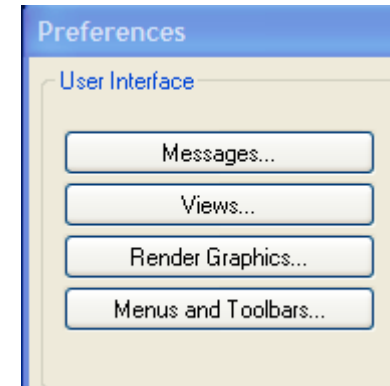 Preferences
User Interface
Messages...
Views...
Render Graphics...
Menus and Toolbars...